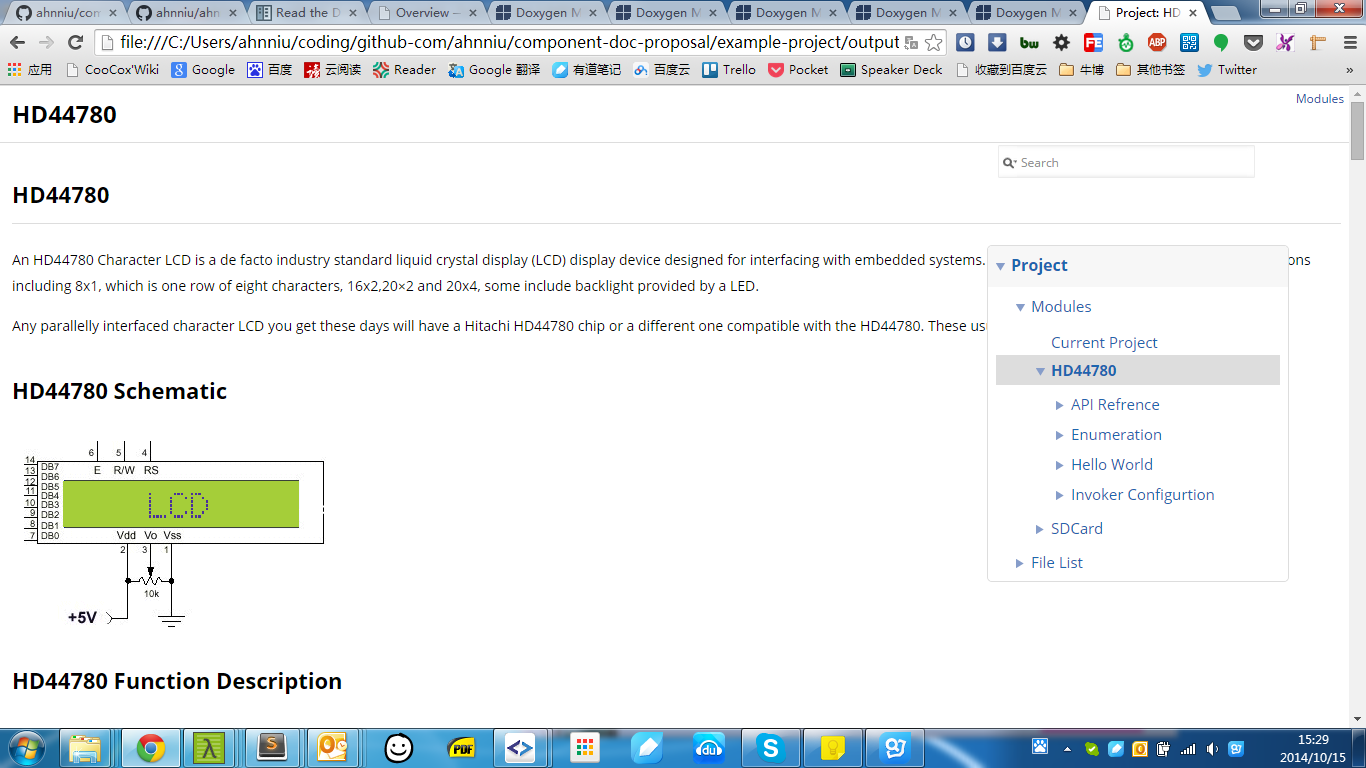 ahnniu/com
ahnniu/ahn
Read the D
Overview —
Doxygen M
Doxygen M
Doxygen M
Doxygen M
Doxygen M
Project: HD
file:///C:/Users/ahnniu/coding/github-com/ahnniu/component-doc-proposal/example-project/output
应用 CooCox'Wiki Google 百度 云阅读 Reader Google 翻译 有道笔记 百度云 Trello Pocket Speaker Deck 收藏到百度云 牛博 其他书签 Twitter »
HD44780
Modules
Search
HD44780
An HD44780 Character LCD is a de facto industry standard liquid crystal display (LCD) display device designed for interfacing with embedded systems. ons
including 8x1, which is one row of eight characters, 16x2,20×2 and 20x4, some include backlight provided by a LED.
Any parallelly interfaced character LCD you get these days will have a Hitachi HD44780 chip or a different one compatible with the HD44780. These us
Project
Modules
Current Project
HD44780
API Refrence
Enumeration
Hello World
Invoker Configurtion
SDCard
File List
HD44780 Schematic
6 5 4
E R/W RS
14 DB7
13 DB6
12 DB5
11 DB4
10 DB3
9 DB2
8 DB1
7 DB0
LCD
Vdd Vo Vss
2 3 1
10k
+5V
HD44780 Function Description
PDF
du
15:29
2014/10/15